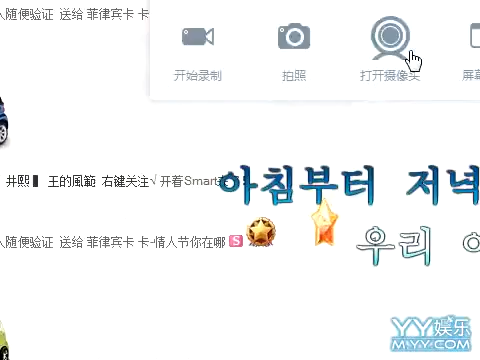 随便验证 送给 菲律宾卡 卡
开始录制 拍照 打开摄像头 屏幕
井熙 王的風範 右键关注√ 开着Smart
아침부터 저녁
随便验证 送给 菲律宾卡 卡-情人节你在哪 S
우리
YY娱乐
M.YY.COM